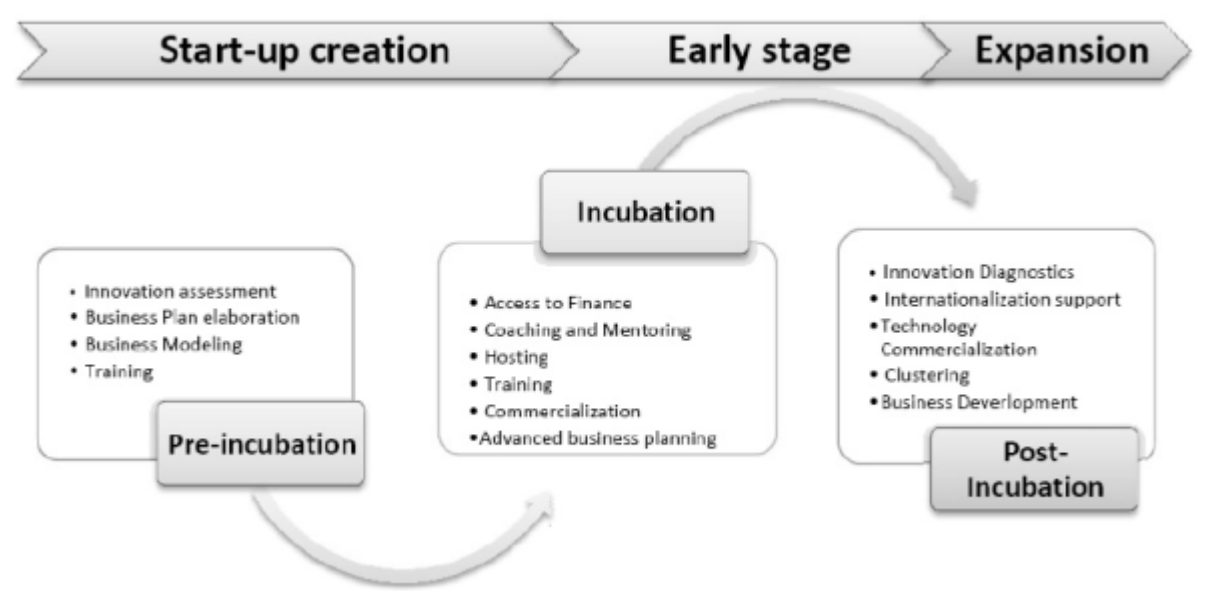 Start-up creation
Early stage
Expansion
• Innovation assessment
• Business Plan elaboration
• Business Modeling
• Training
Pre-incubation
Incubation
• Access to Finance
• Coaching and Mentoring
• Hosting
• Training
• Commercialization
•Advanced business planning
• Innovation Diagnostics
• Internationalization support
•Technology
Commercialization
• Clustering
•Business Deverlopment
Post-
Incubation